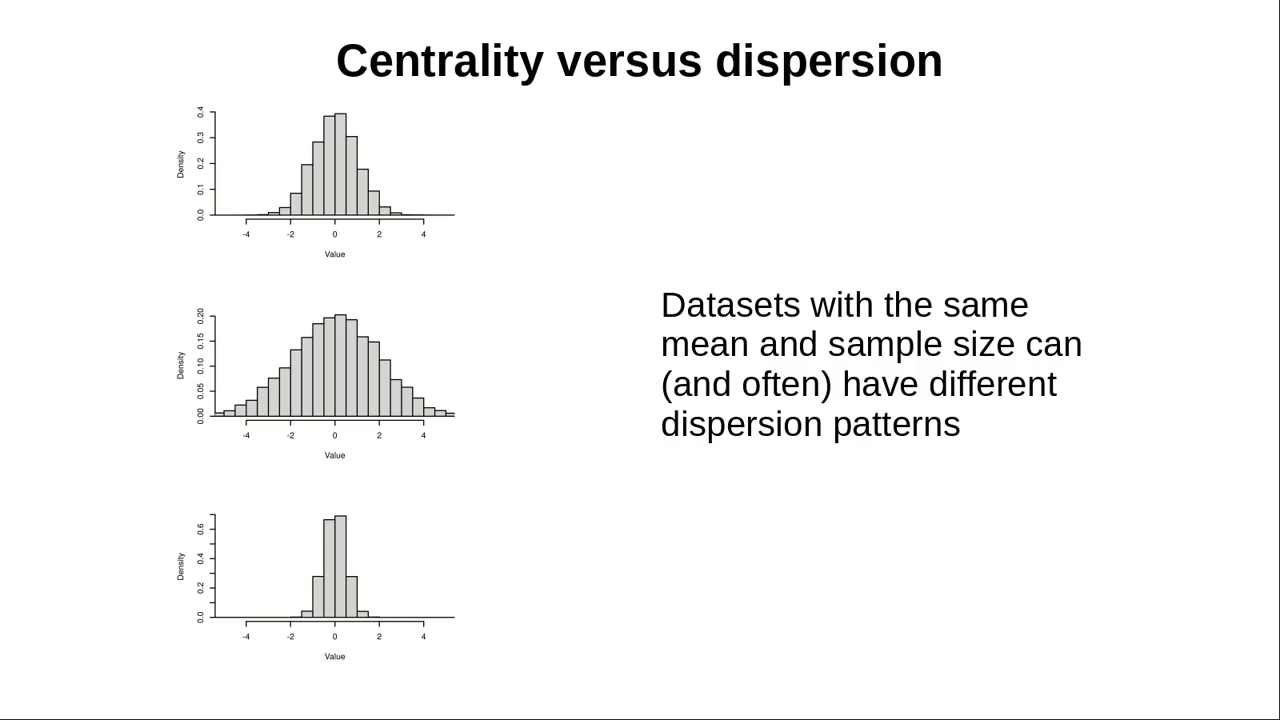 Centrality versus dispersion
0.4
0.3
0.2
0.1
0.0
Density
-4 -2 0 2 4
Value
0.20
0.15
0.10
0.05
0.00
Density
-4 -2 0 2 4
Value
0.6
0.4
0.2
0.0
Density
-4 -2 0 2 4
Value
Datasets with the same
mean and sample size can
(and often) have different
dispersion patterns